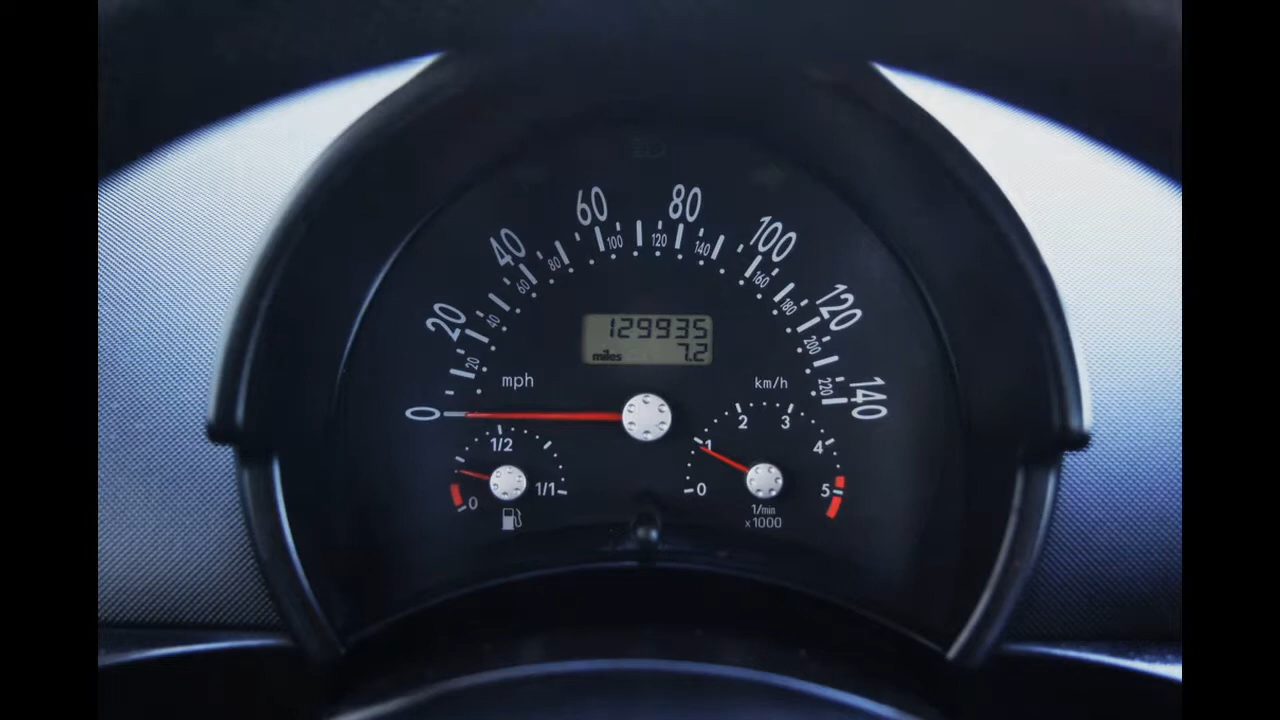 60 80
40 100
100 120 140
80 160
60 180
20 120
40 200
129935
miles 7.2
20 220
mph km/h
0 140
2 3
1/2 1 4
0 1/1 0 5
1/min
x1000